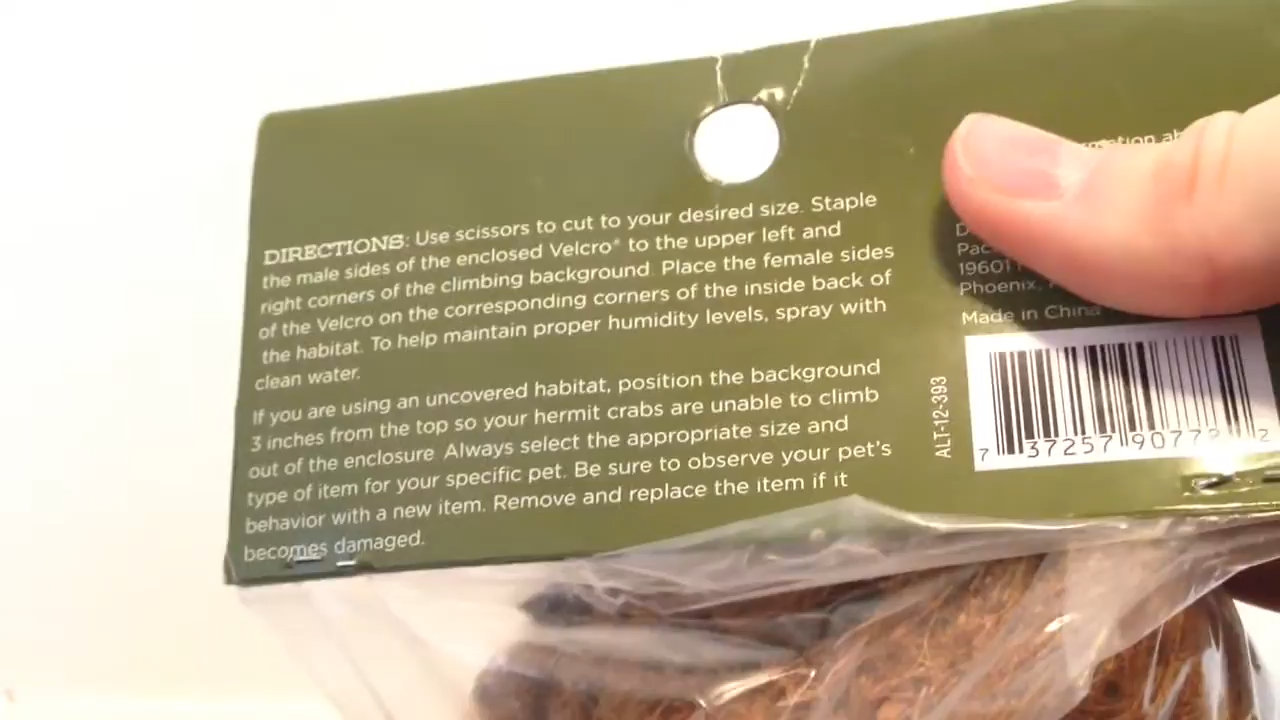 DIRECTIONS: Use scissors to cut to your desired size. Staple
the male sides of the enclosed Velcro® to the upper left and
right corners of the climbing background. Place the female sides
of the Velcro on the corresponding corners of the inside back of
the habitat. To help maintain proper humidity levels, spray with
clean water.
If you are using an uncovered habitat, position the background
3 inches from the top so your hermit crabs are unable to climb
out of the enclosure. Always select the appropriate size and
type of item for your specific pet. Be sure to observe your pet's
behavior with a new item. Remove and replace the item if it
becomes damaged.
19601
Phoenix,
Made in China
ALT-12-393
7 37257 2